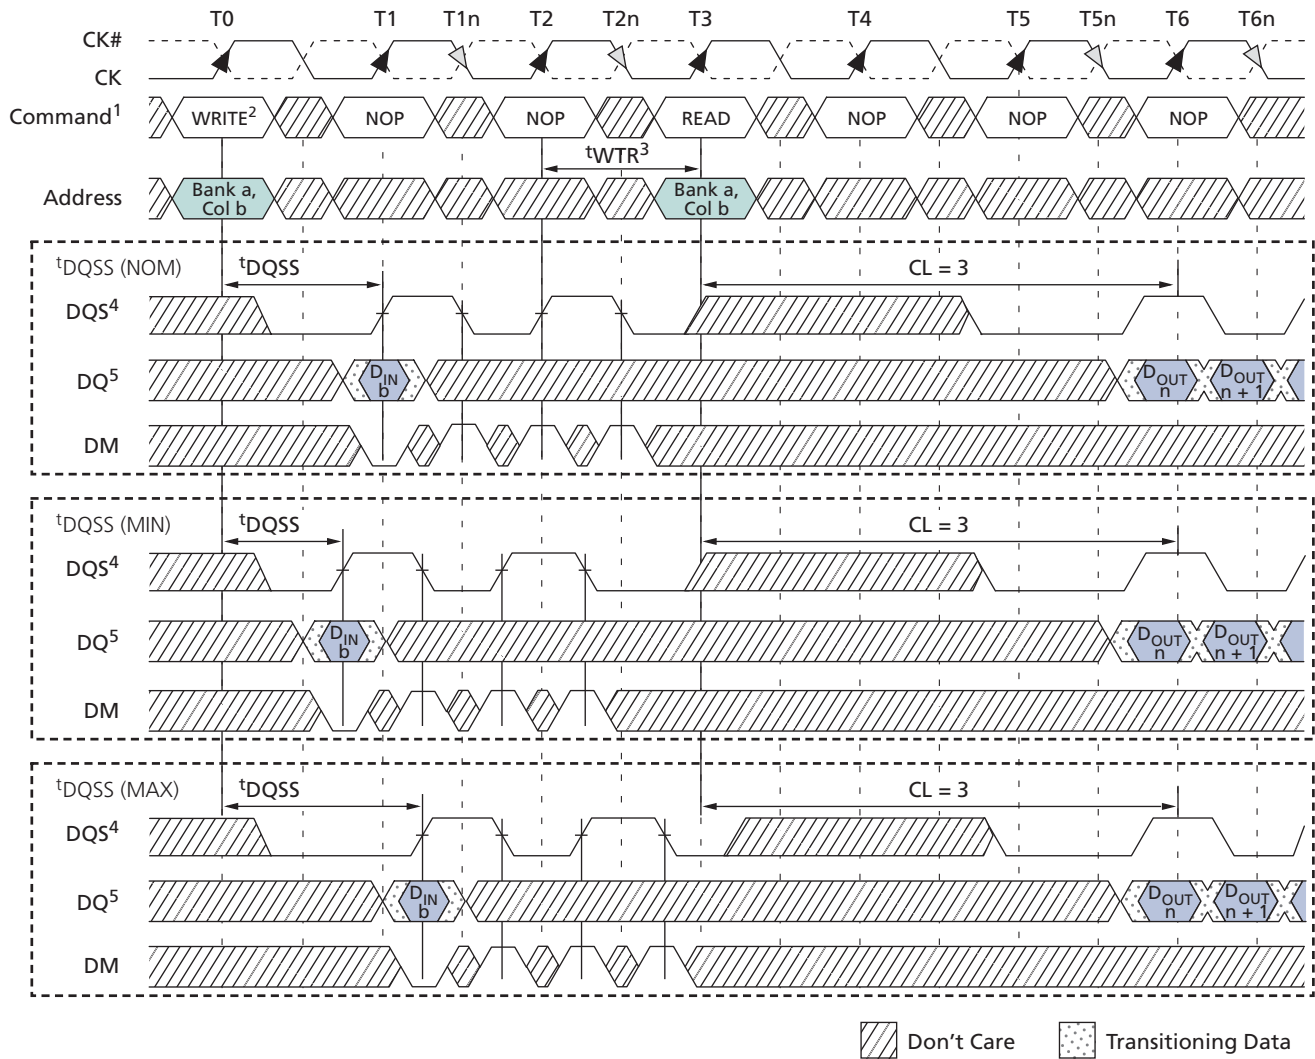 T0 T1 T1n T2 T2n T3 T4 T5 T5n T6 T6n
CK#
CK
Command1 WRITE2 NOP NOP READ NOP NOP NOP
tWTR3
Address Bank a, Col b Bank a, Col b
tDQSS (NOM) tDQSS CL = 3
DQS4
DQ5 DIN b DOUT n DOUT n + 1
DM
tDQSS (MIN) tDQSS CL = 3
DQS4
DQ5 DIN b DOUT n DOUT n + 1
DM
tDQSS (MAX) tDQSS CL = 3
DQS4
DQ5 DIN b DOUT n DOUT n + 1
DM
Don't Care Transitioning Data